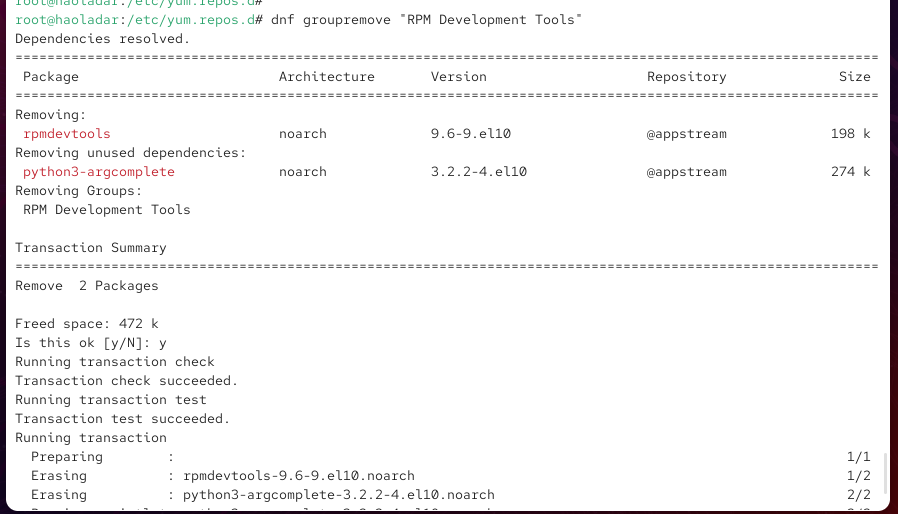 root@haoladar:/etc/yum.repos.d#
root@haoladar:/etc/yum.repos.d# dnf groupremove "RPM Development Tools"
Dependencies resolved.
================================================================================
Package Architecture Version Repository Size
================================================================================
Removing:
rpmdevtools noarch 9.6-9.el10 @appstream 198 k
Removing unused dependencies:
python3-argcomplete noarch 3.2.2-4.el10 @appstream 274 k
Removing Groups:
RPM Development Tools
Transaction Summary
================================================================================
Remove  2 Packages
Freed space: 472 k
Is this ok [y/N]: y
Running transaction check
Transaction check succeeded.
Running transaction test
Transaction test succeeded.
Running transaction
Preparing : 1/1
Erasing : rpmdevtools-9.6-9.el10.noarch 1/2
Erasing : python3-argcomplete-3.2.2-4.el10.noarch 2/2